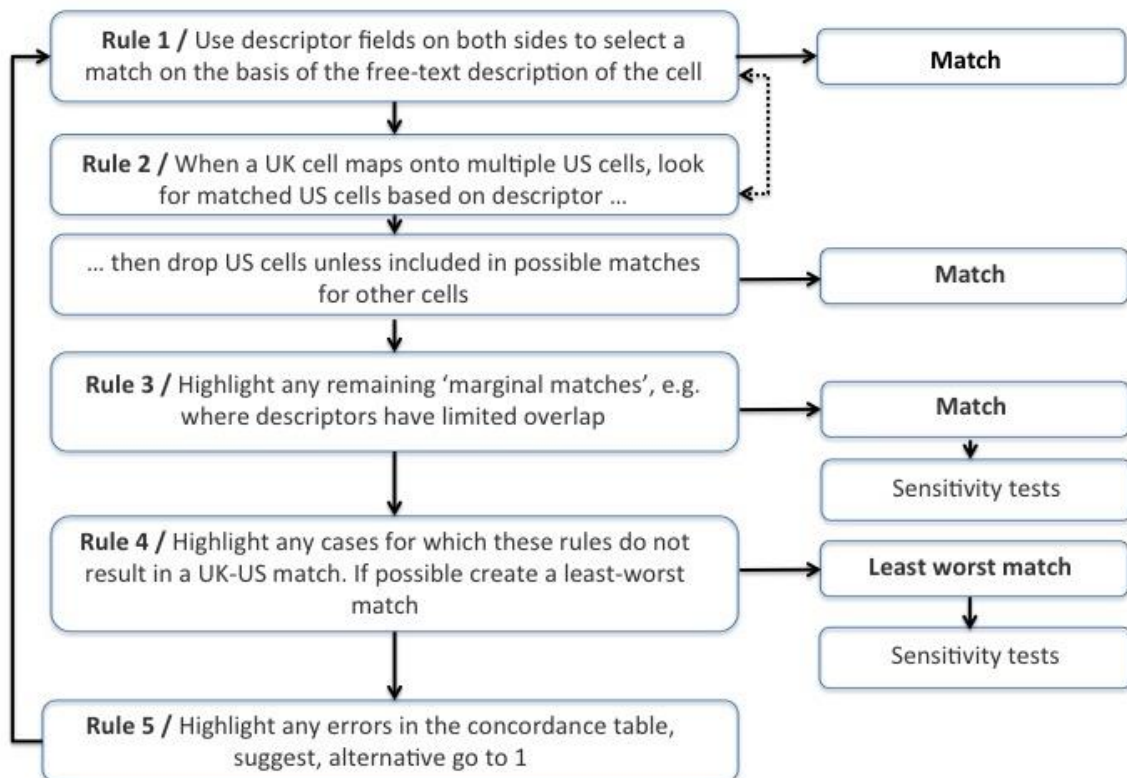 Rule 1 / Use descriptor fields on both sides to select a
match on the basis of the free-text description of the cell
Match
Rule 2 / When a UK cell maps onto multiple US cells, look
for matched US cells based on descriptor ...
... then drop US cells unless included in possible matches
for other cells
Match
Rule 3 / Highlight any remaining ‘marginal matches’, e.g.
where descriptors have limited overlap
Match
Sensitivity tests
Rule 4 / Highlight any cases for which these rules do not
result in a UK-US match. If possible create a least-worst
match
Least worst match
Sensitivity tests
Rule 5 / Highlight any errors in the concordance table,
suggest, alternative go to 1